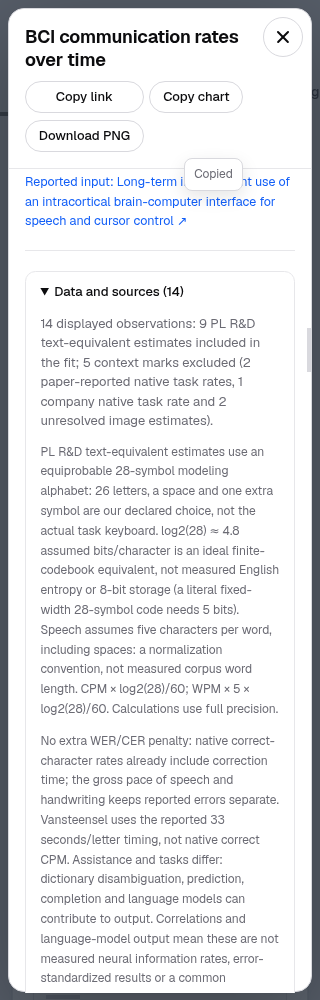 BCI communication rates
over time
Copy link
Copy chart
Download PNG
Copied
Reported input: Long-term use of
an intracortical brain-computer interface for
speech and cursor control ↗
▼ Data and sources (14)
14 displayed observations: 9 PL R&D
text-equivalent estimates included in
the fit; 5 context marks excluded (2
paper-reported native task rates, 1
company native task rate and 2
unresolved image estimates).
PL R&D text-equivalent estimates use an
equiprobable 28-symbol modeling
alphabet: 26 letters, a space and one extra
symbol are our declared choice, not the
actual task keyboard. log2(28) ≈ 4.8
assumed bits/character is an ideal finite-
codebook equivalent, not measured English
entropy or 8-bit storage (a literal fixed-
width 28-symbol code needs 5 bits).
Speech assumes five characters per word,
including spaces: a normalization
convention, not measured corpus word
length. CPM × log2(28)/60; WPM × 5 ×
log2(28)/60. Calculations use full precision.
No extra WER/CER penalty: native correct-
character rates already include correction
time; the gross pace of speech and
handwriting keeps reported errors separate.
Vansteensel uses the reported 33
seconds/letter timing, not native correct
CPM. Assistance and tasks differ:
dictionary disambiguation, prediction,
completion and language models can
contribute to output. Correlations and
language-model output mean these are not
measured neural information rates, error-
standardized results or a common